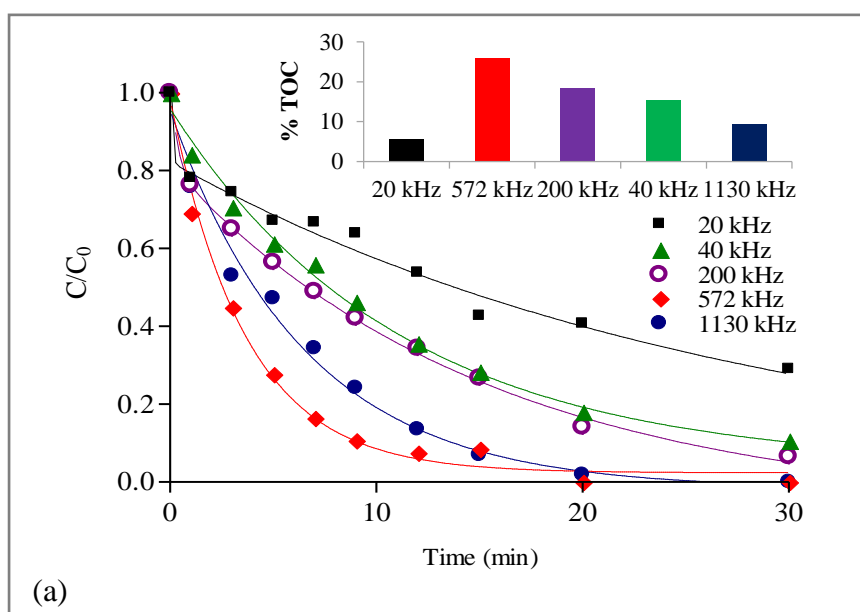 30
20
10
0
% TOC
20 kHz 572 kHz 200 kHz 40 kHz 1130 kHz
1.0
0.8
0.6
0.4
0.2
0.0
C/C0
20 kHz
40 kHz
200 kHz
572 kHz
1130 kHz
0 10 20 30
Time (min)
(a)